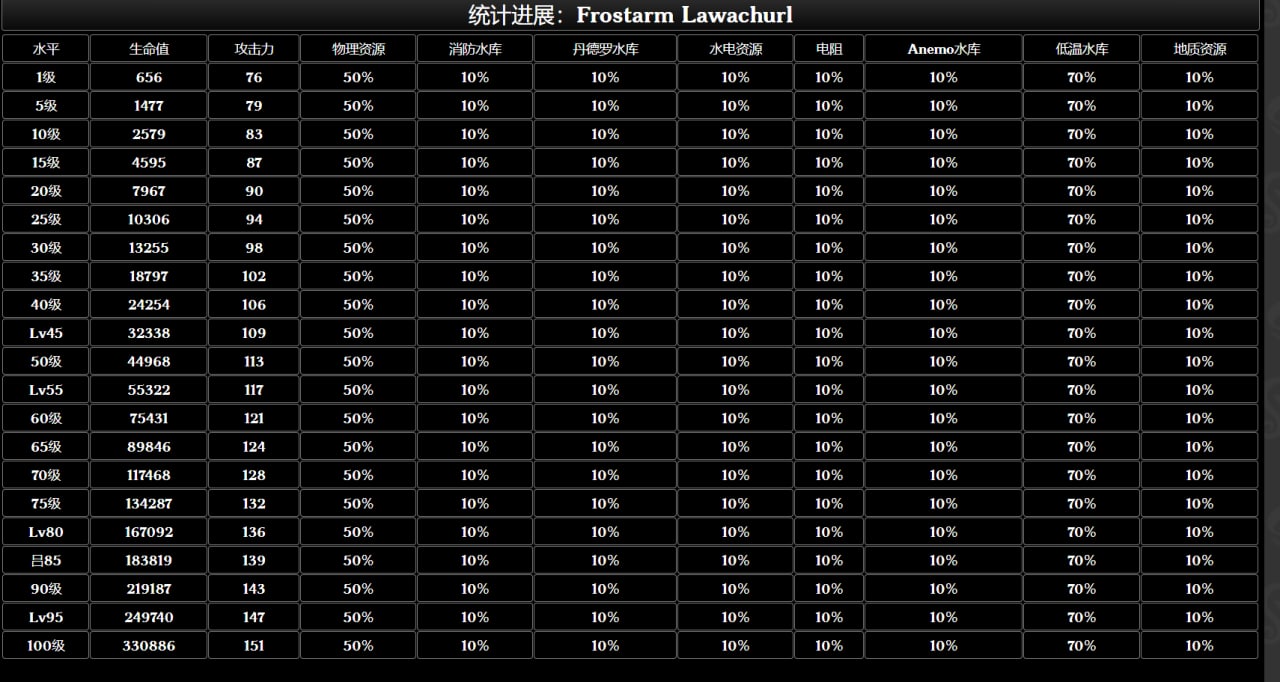 统计进展：Frostarm Lawachurl
水平 生命值 攻击力 物理资源 消防水库 丹德罗水库 水电资源 电阻 Anemo水库 低温水库 地质资源
1级 656 76 50% 10% 10% 10% 10% 10% 70% 10%
5级 1477 79 50% 10% 10% 10% 10% 10% 70% 10%
10级 2579 83 50% 10% 10% 10% 10% 10% 70% 10%
15级 4595 87 50% 10% 10% 10% 10% 10% 70% 10%
20级 7967 90 50% 10% 10% 10% 10% 10% 70% 10%
25级 10306 94 50% 10% 10% 10% 10% 10% 70% 10%
30级 13255 98 50% 10% 10% 10% 10% 10% 70% 10%
35级 18797 102 50% 10% 10% 10% 10% 10% 70% 10%
40级 24254 106 50% 10% 10% 10% 10% 10% 70% 10%
Lv45 32338 109 50% 10% 10% 10% 10% 10% 70% 10%
50级 44968 113 50% 10% 10% 10% 10% 10% 70% 10%
Lv55 55322 117 50% 10% 10% 10% 10% 10% 70% 10%
60级 75431 121 50% 10% 10% 10% 10% 10% 70% 10%
65级 89846 124 50% 10% 10% 10% 10% 10% 70% 10%
70级 117468 128 50% 10% 10% 10% 10% 10% 70% 10%
75级 134287 132 50% 10% 10% 10% 10% 10% 70% 10%
Lv80 167092 136 50% 10% 10% 10% 10% 10% 70% 10%
吕85 183819 139 50% 10% 10% 10% 10% 10% 70% 10%
90级 219187 143 50% 10% 10% 10% 10% 10% 70% 10%
Lv95 249740 147 50% 10% 10% 10% 10% 10% 70% 10%
100级 330886 151 50% 10% 10% 10% 10% 10% 70% 10%